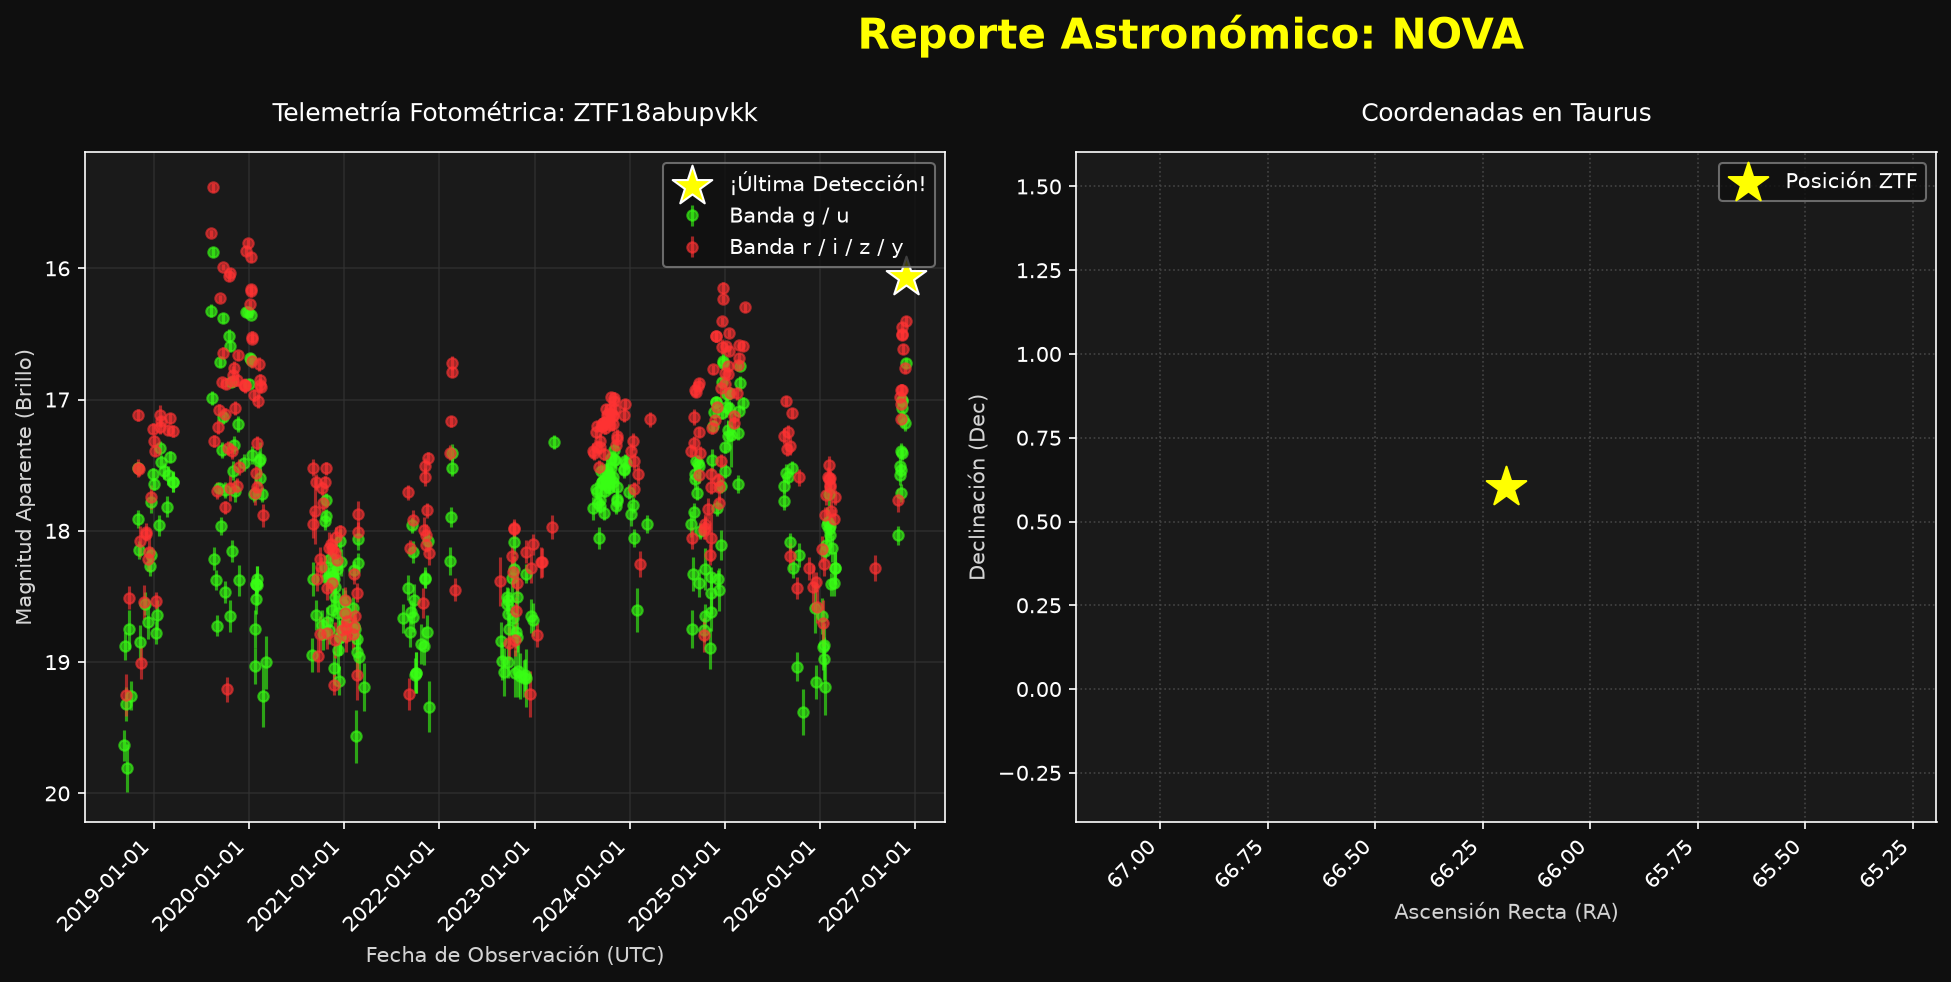 Reporte Astronómico: NOVA
Telemetría Fotométrica: ZTF18abupvkk
¡Última Detección!
Banda g / u
Banda r / i / z / y
Magnitud Aparente (Brillo)
16
17
18
19
20
2019-01-01
2020-01-01
2021-01-01
2022-01-01
2023-01-01
2024-01-01
2025-01-01
2026-01-01
2027-01-01
Fecha de Observación (UTC)
Coordenadas en Taurus
Posición ZTF
Declinación (Dec)
1.50
1.25
1.00
0.75
0.50
0.25
0.00
−0.25
67.00
66.75
66.50
66.25
66.00
65.75
65.50
65.25
Ascensión Recta (RA)